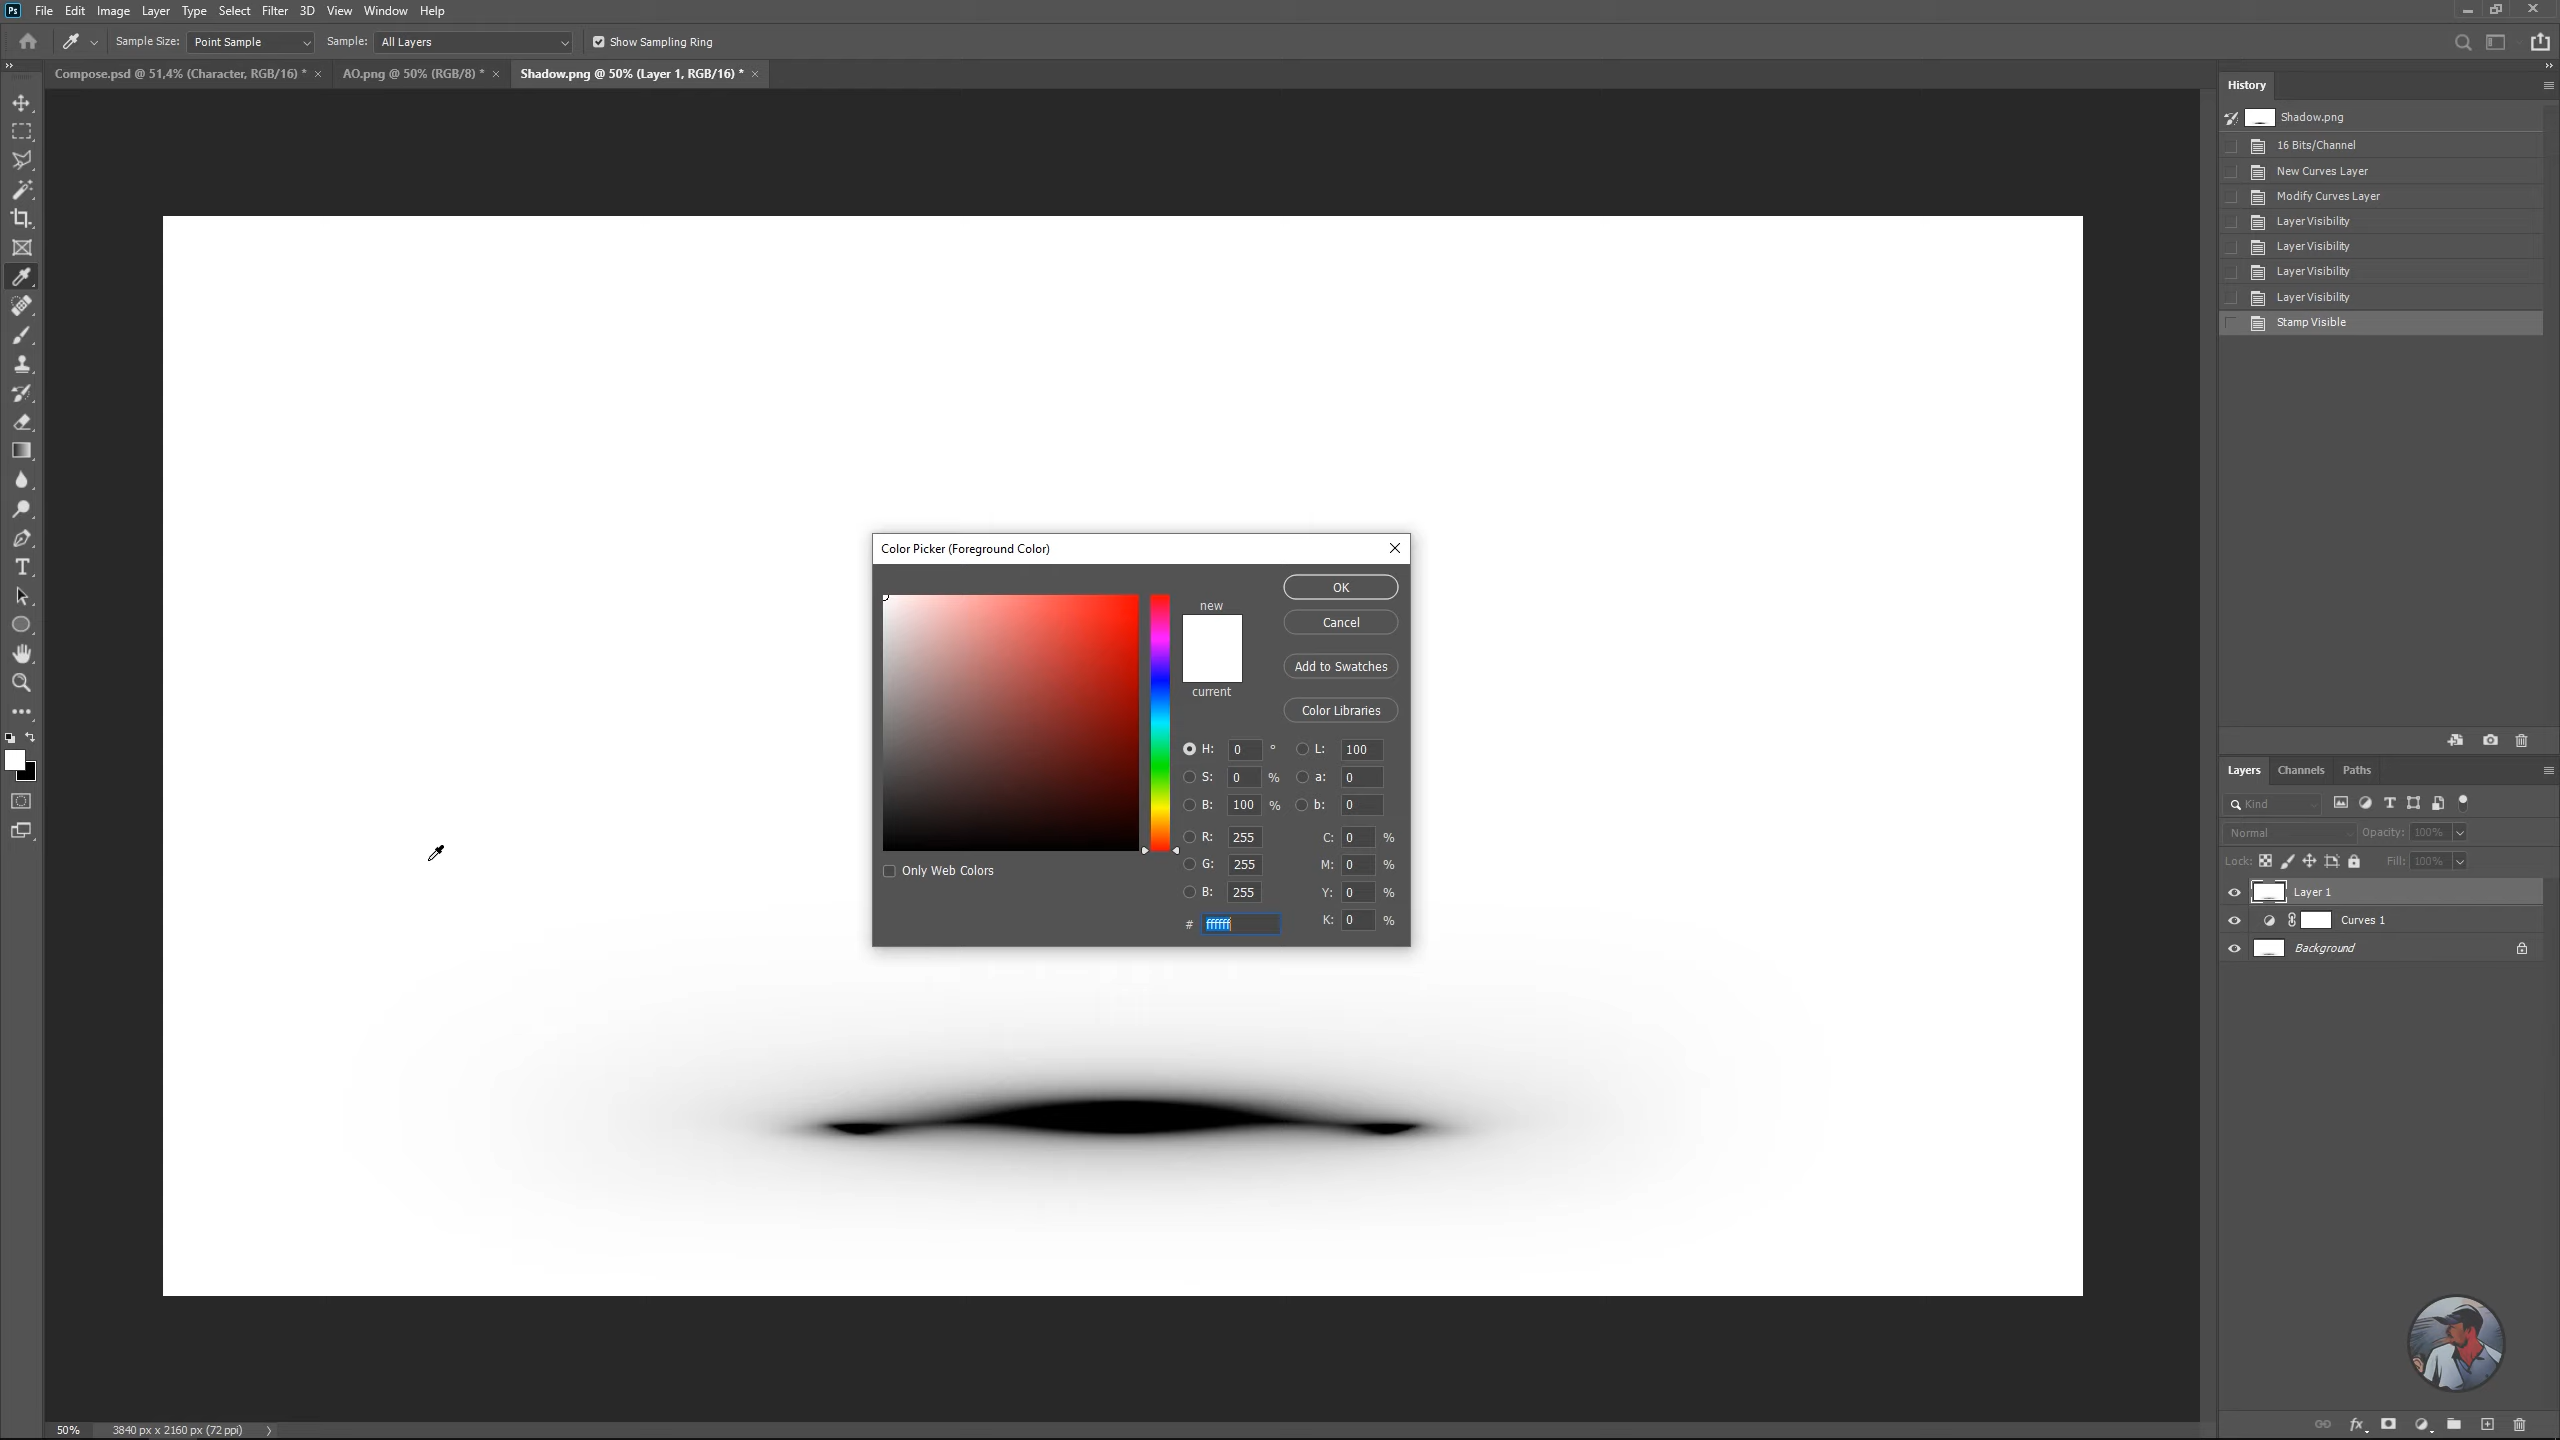 Ps File Edit Image Layer Type Select Filter 3D View Window Help
Sample Size: Point Sample Sample: All Layers Show Sampling Ring
Compose.psd @ 51,4% (Character, RGB/16) * × AO.png @ 50% (RGB/8) * × Shadow.png @ 50% (Layer 1, RGB/16) * ×
History
Shadow.png
16 Bits/Channel
New Curves Layer
Modify Curves Layer
Layer Visibility
Layer Visibility
Layer Visibility
Layer Visibility
Stamp Visible
Color Picker (Foreground Color)
new
current
OK
Cancel
Add to Swatches
Color Libraries
H: 0 ° L: 100
S: 0 % a: 0
B: 100 % b: 0
R: 255 C: 0 %
G: 255 M: 0 %
B: 255 Y: 0 %
# ffffff K: 0 %
Only Web Colors
Layers Channels Paths
Kind
Normal Opacity: 100%
Lock: Fill: 100%
Layer 1
Curves 1
Background
50% 3840 px x 2160 px (72 ppi)
fx